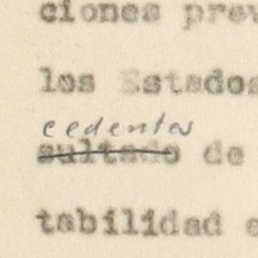 ciones prev
los Estados
cedentes
sultado de
tabilidad e